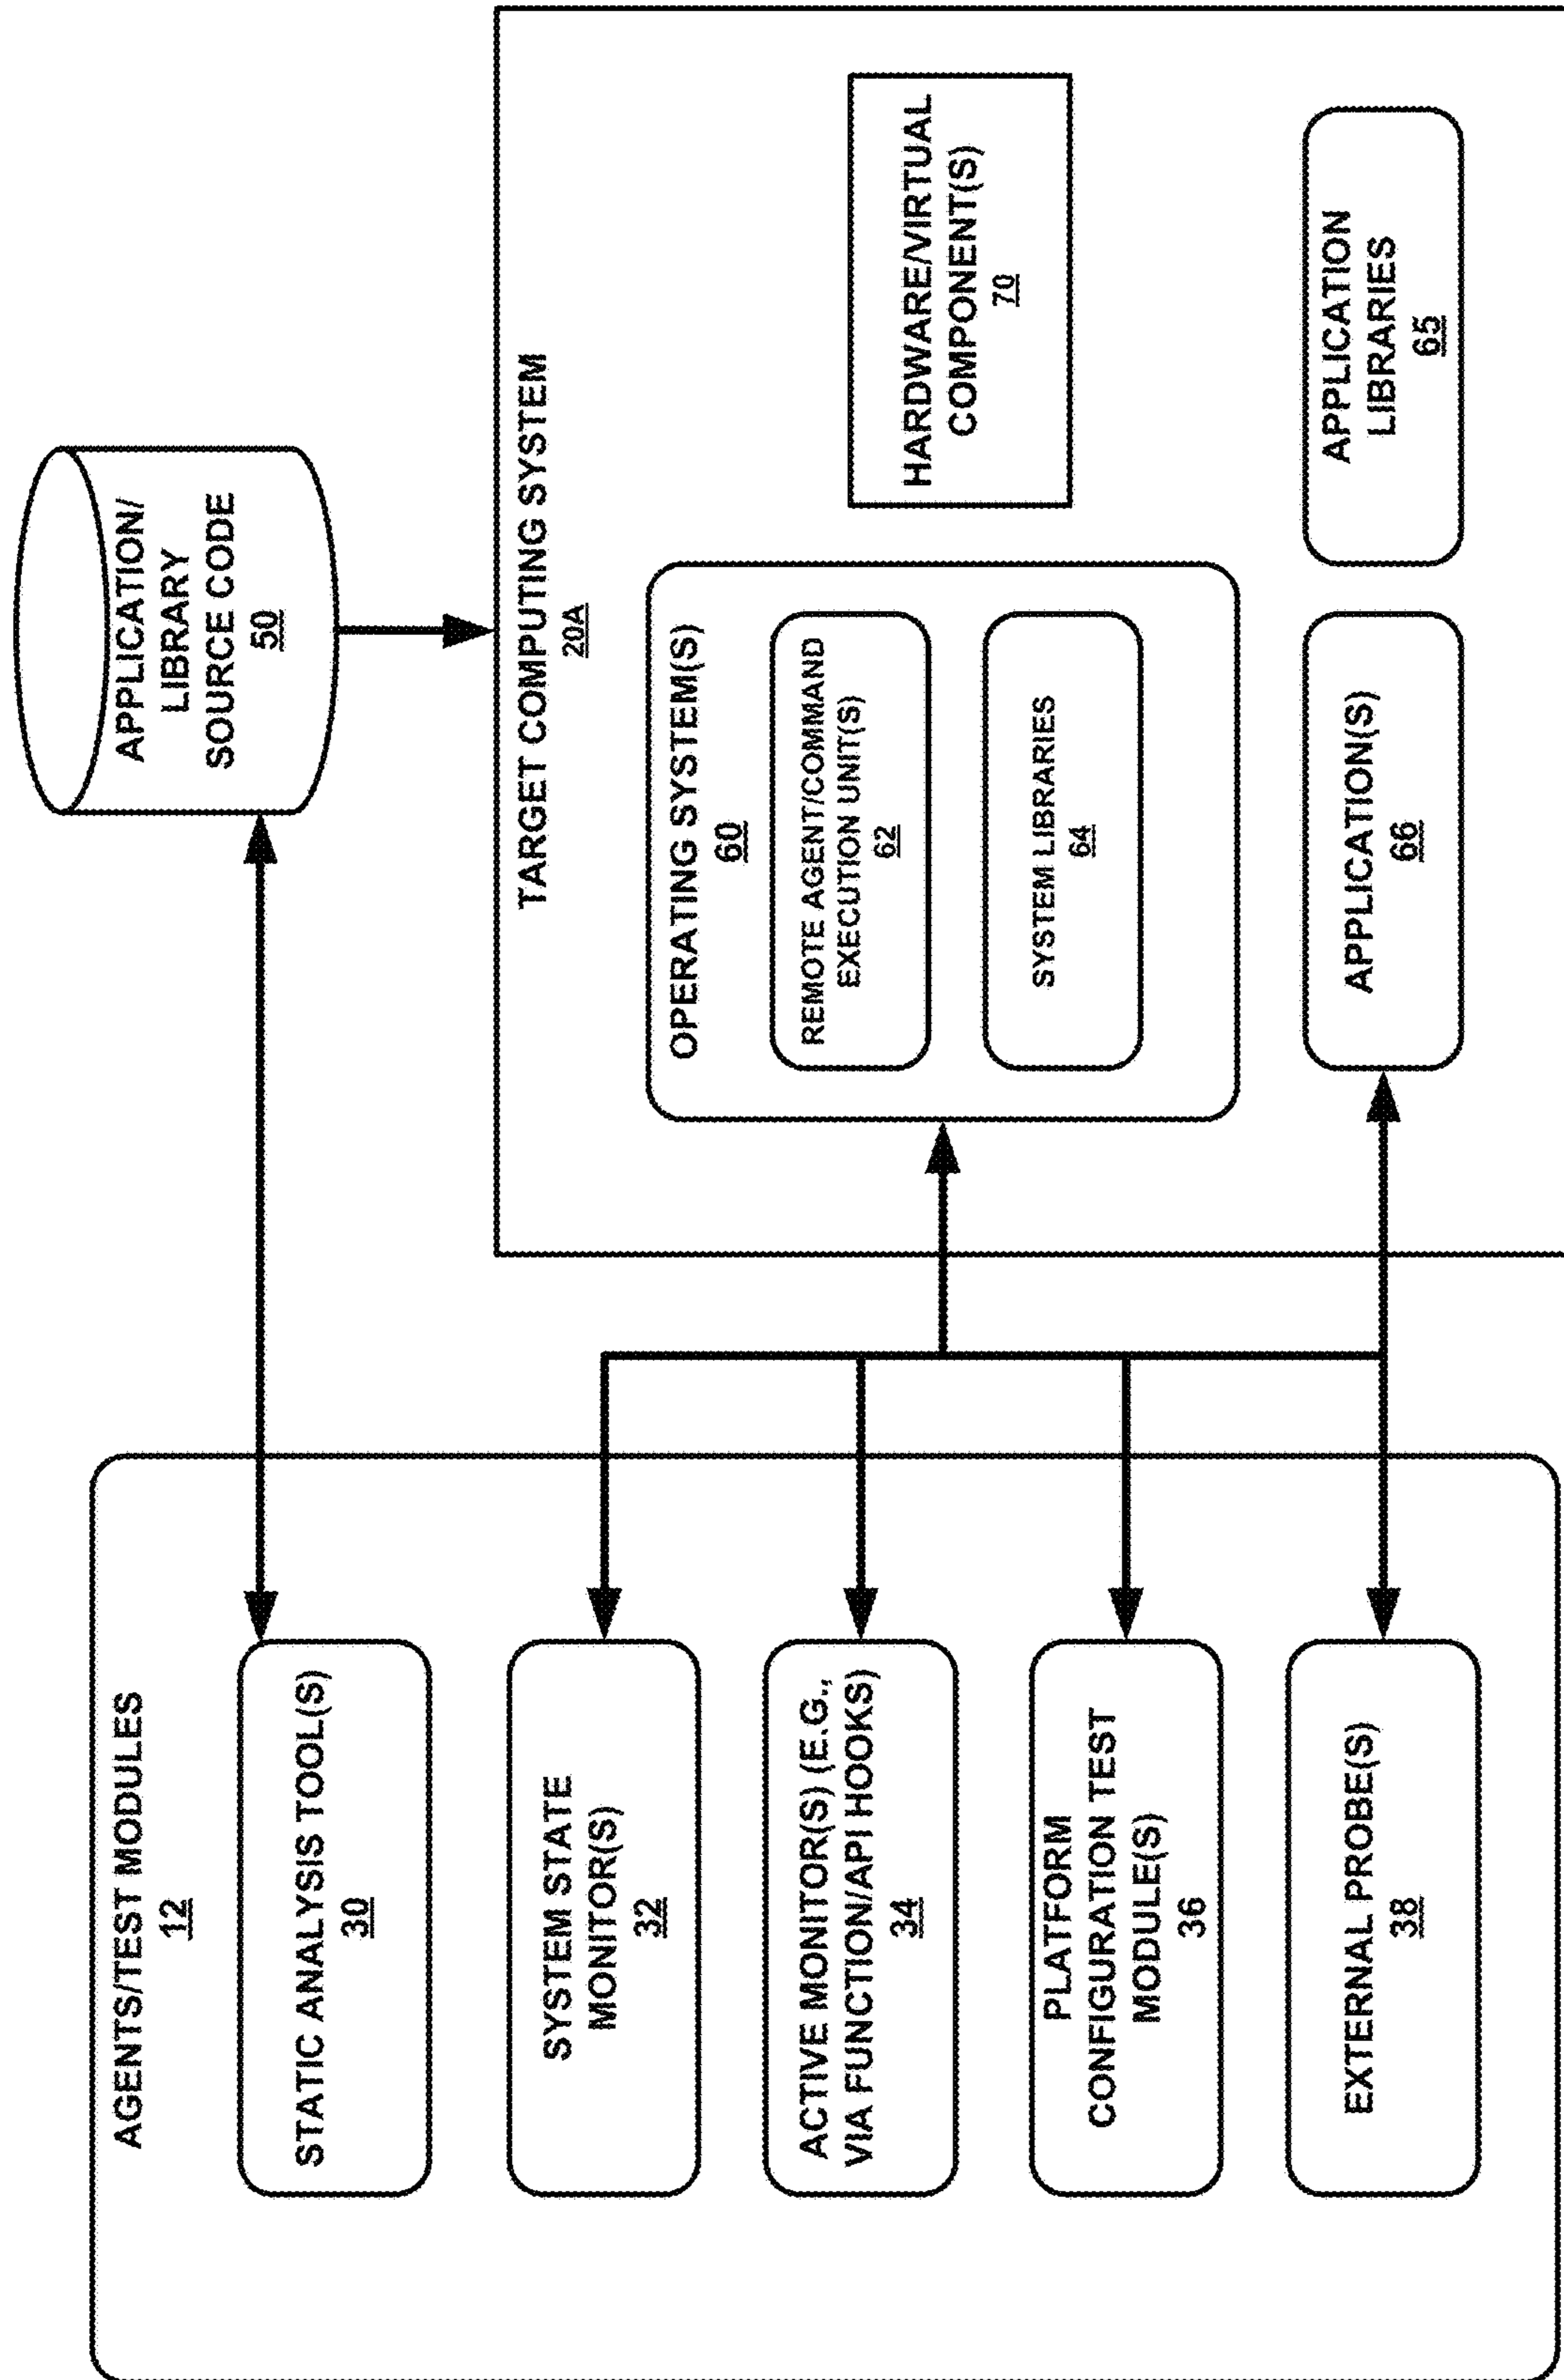 AGENTS/TEST MODULES
12
STATIC ANALYSIS TOOL(S)
30
SYSTEM STATE
MONITOR(S)
32
ACTIVE MONITOR(S) (E.G.,
VIA FUNCTION/API HOOKS)
34
PLATFORM
CONFIGURATION TEST
MODULE(S)
36
EXTERNAL PROBE(S)
38
APPLICATION/
LIBRARY
SOURCE CODE
50
TARGET COMPUTING SYSTEM
20A
OPERATING SYSTEM(S)
60
REMOTE AGENT/COMMAND
EXECUTION UNIT(S)
62
SYSTEM LIBRARIES
64
HARDWARE/VIRTUAL
COMPONENT(S)
70
APPLICATION(S)
66
APPLICATION
LIBRARIES
65